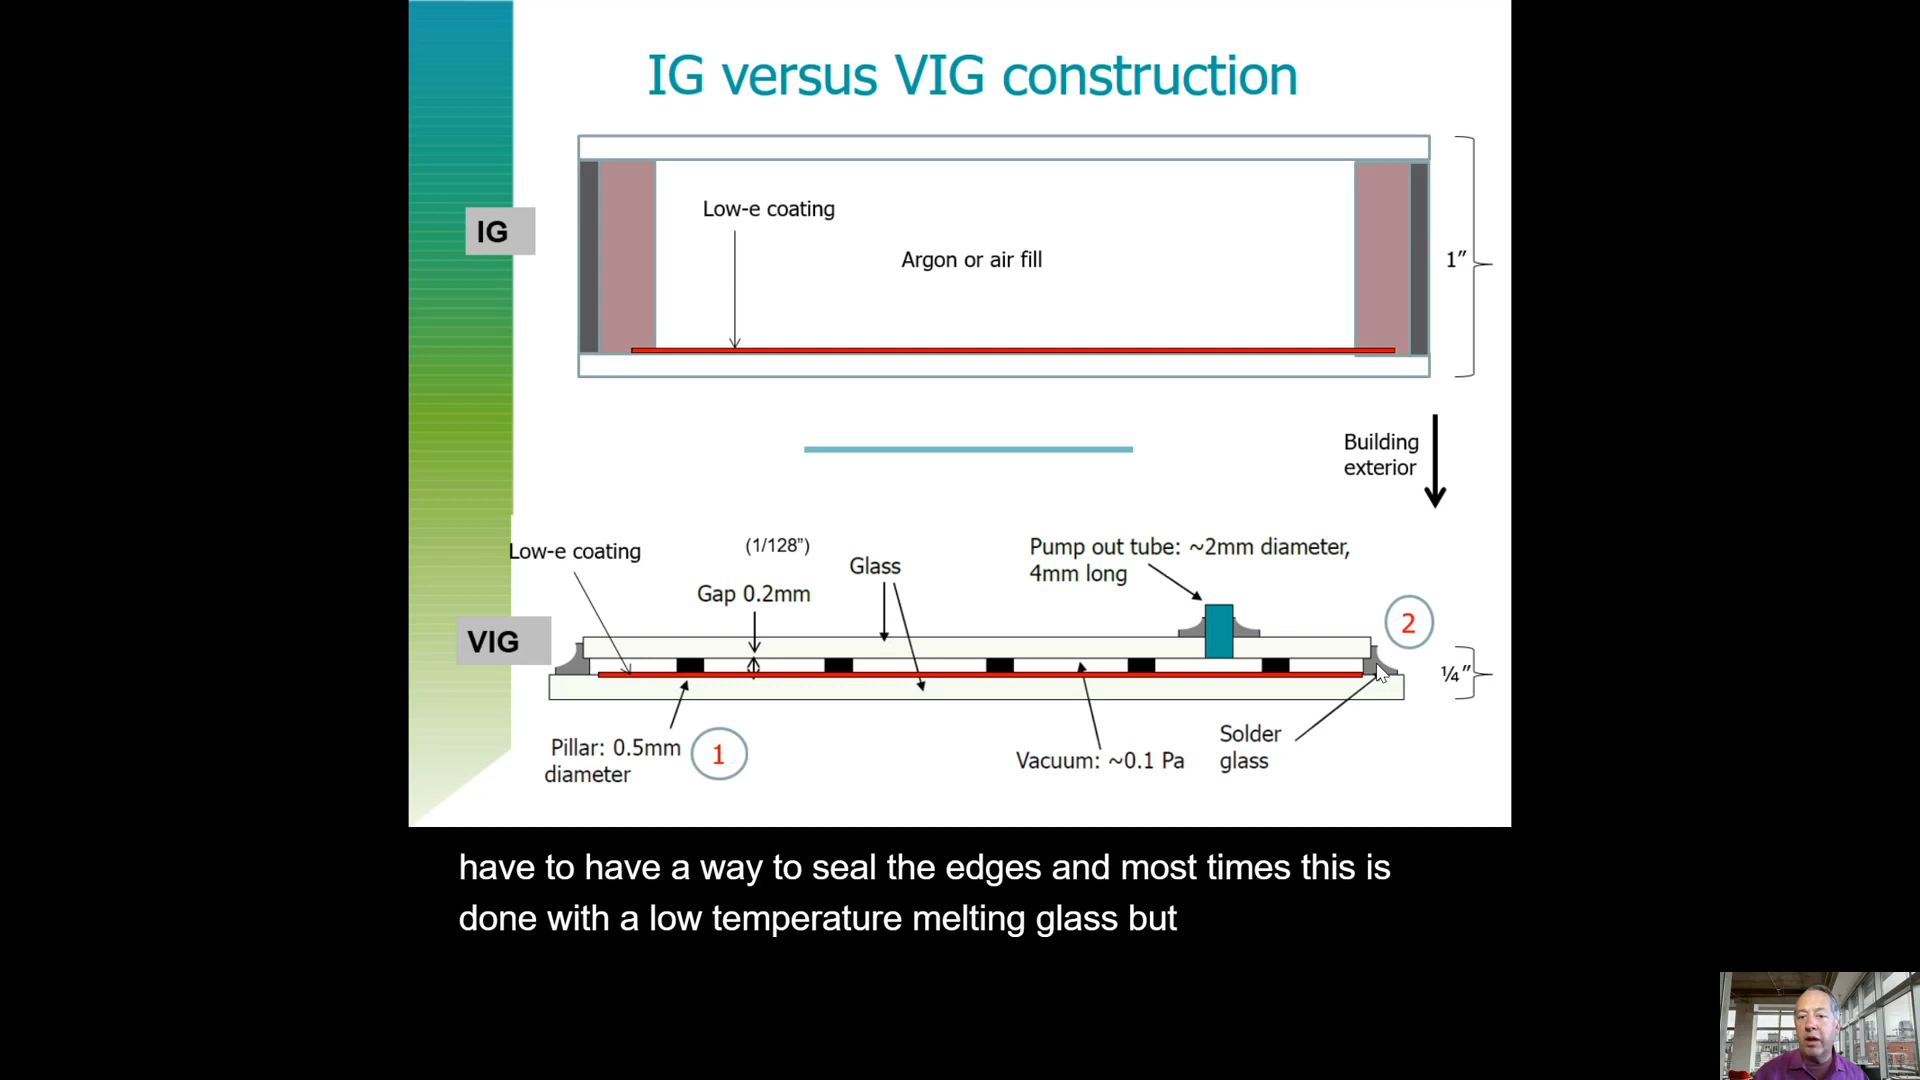 IG versus VIG construction
IG
Low-e coating
Argon or air fill
1”
Building
exterior
Low-e coating
(1/128”)
Gap 0.2mm
Glass
Pump out tube: ~2mm diameter,
4mm long
VIG
2
¼”
Pillar: 0.5mm
diameter
1
Vacuum: ~0.1 Pa
Solder
glass
have to have a way to seal the edges and most times this is
done with a low temperature melting glass but